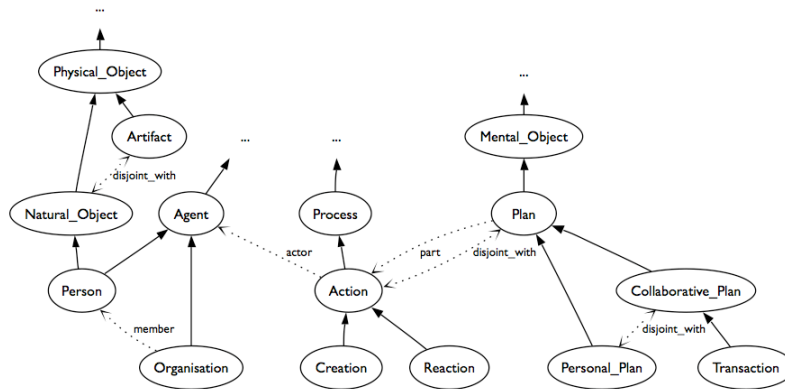 ...
Physical_Object
...
Artifact
...
...
Mental_Object
disjoint_with
Natural_Object
Agent
Process
Plan
actor
part
disjoint_with
Person
Action
Collaborative_Plan
member
disjoint_with
Organisation
Creation
Reaction
Personal_Plan
Transaction